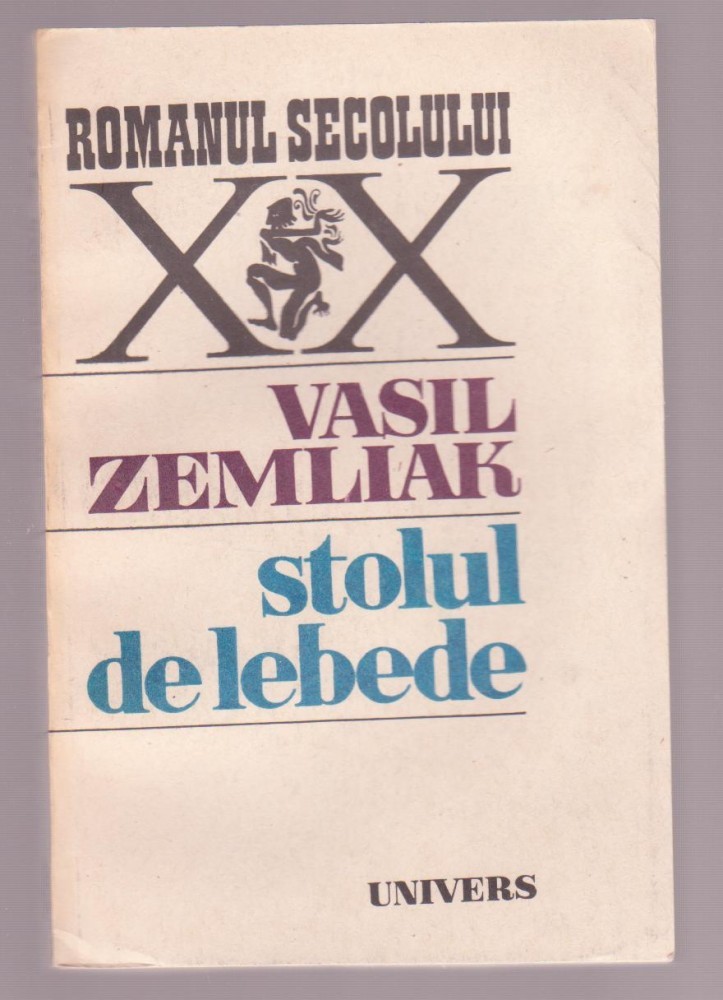 ROMANUL SECOLULUI
XX
VASIL
ZEMLIAK
stolul
de lebede
UNIVERS